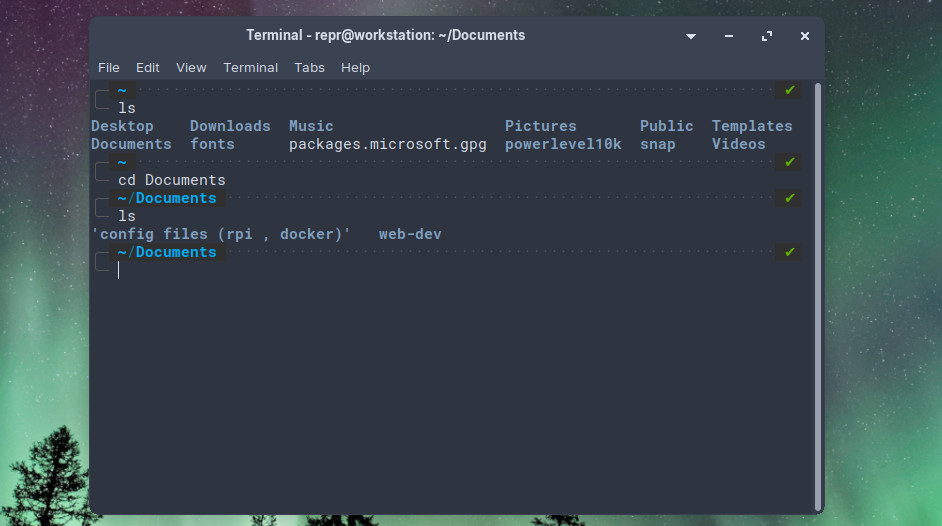 Terminal - repr@workstation: ~/Documents
File Edit View Terminal Tabs Help
~ ✔
ls
Desktop Downloads Music Pictures Public Templates
Documents fonts packages.microsoft.gpg powerlevel10k snap Videos
~ ✔
cd Documents
~/Documents ✔
ls
'config files (rpi , docker)' web-dev
~/Documents ✔